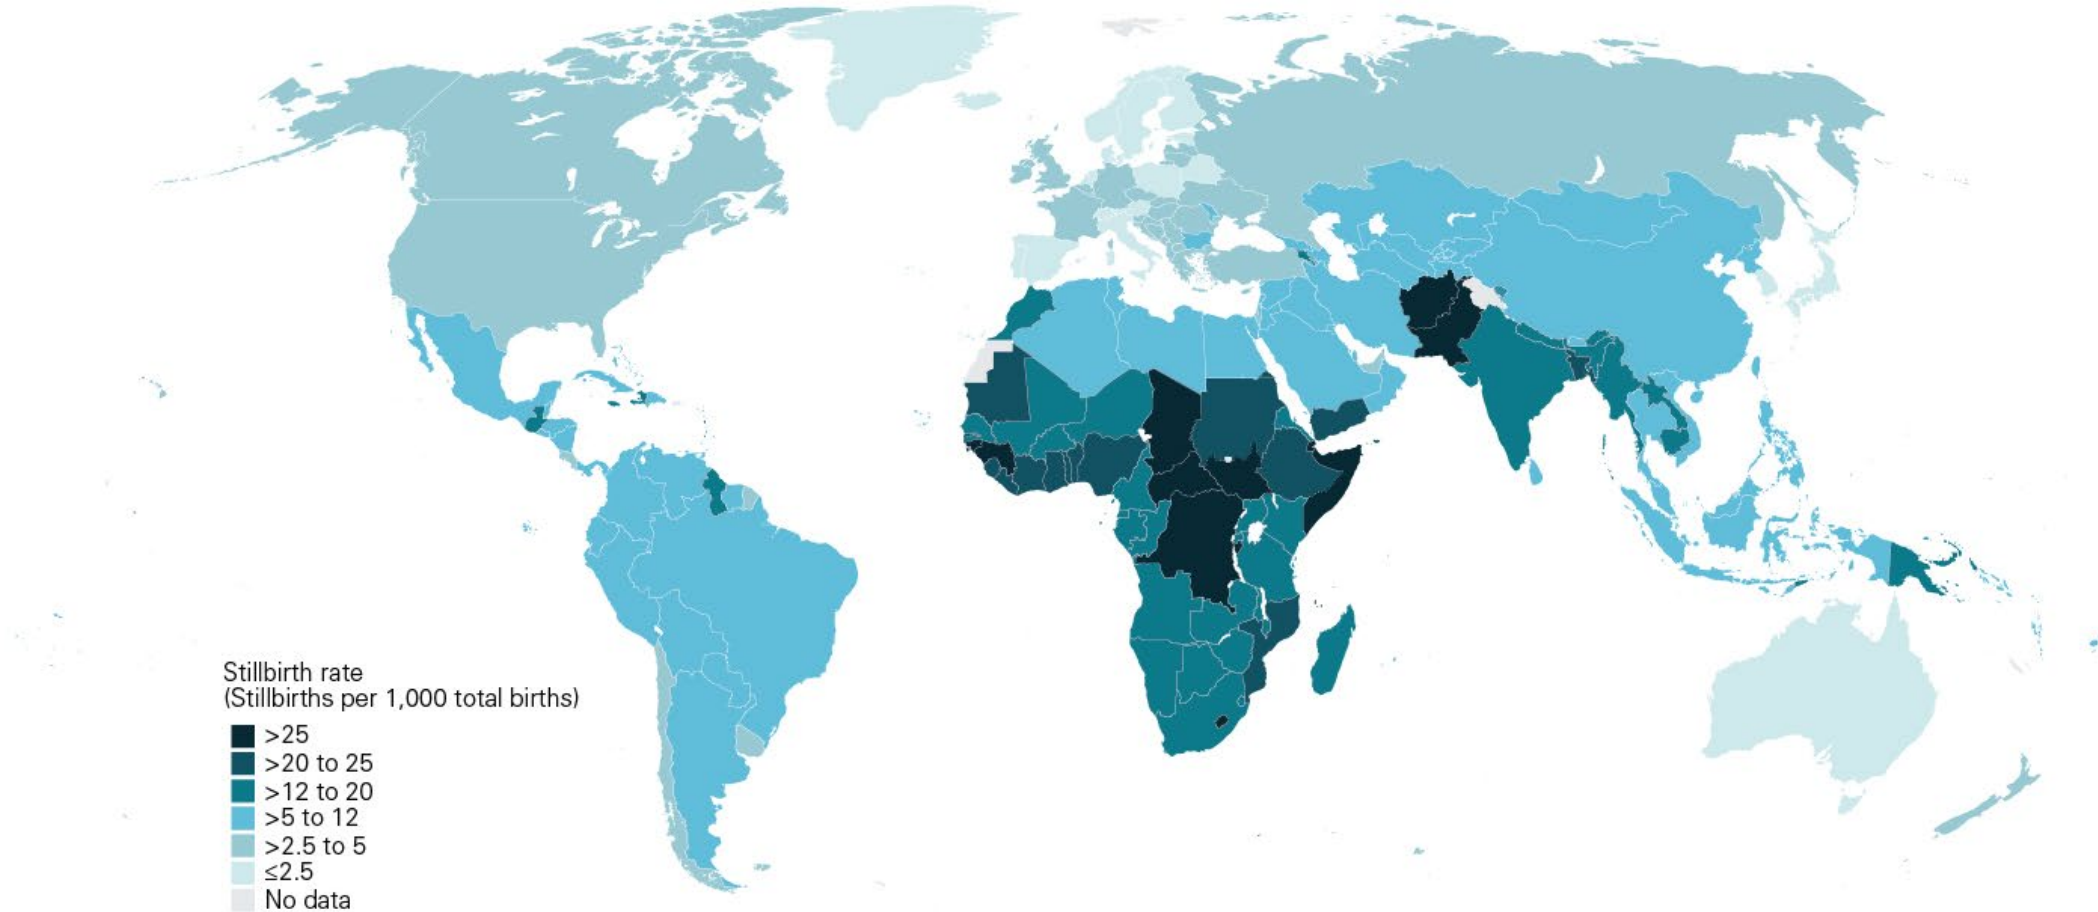 Stillbirth rate
(Stillbirths per 1,000 total births)
>25
>20 to 25
>12 to 20
>5 to 12
>2.5 to 5
≤2.5
No data